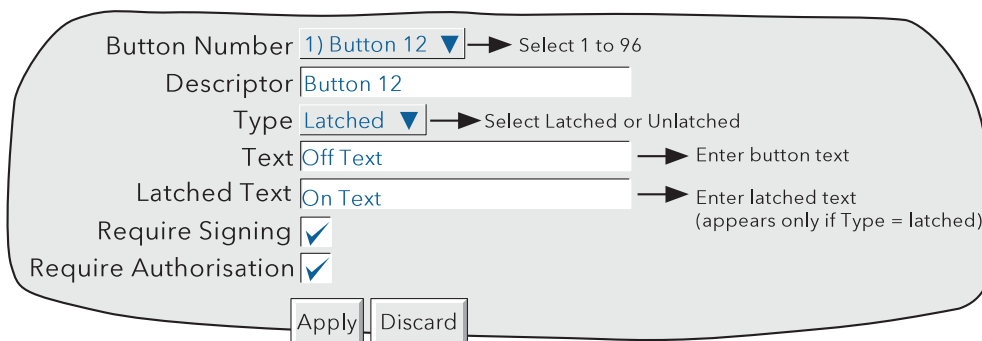 Button Number 1) Button 12 Select 1 to 96
Descriptor Button 12
Type Latched Select Latched or Unlatched
Text Off Text Enter button text
Latched Text On Text Enter latched text
(appears only if Type = latched)
Require Signing
Require Authorisation
Apply Discard